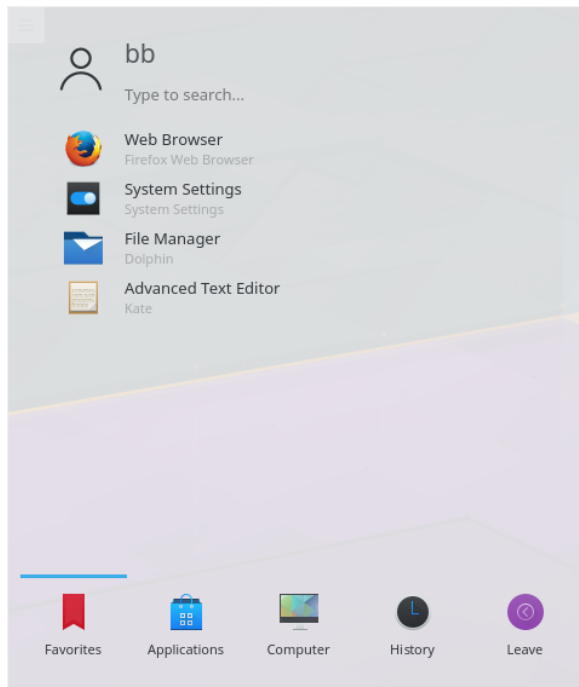 bb
Type to search...
Web Browser
Firefox Web Browser
System Settings
System Settings
File Manager
Dolphin
Advanced Text Editor
Kate
Favorites
Applications
Computer
History
Leave